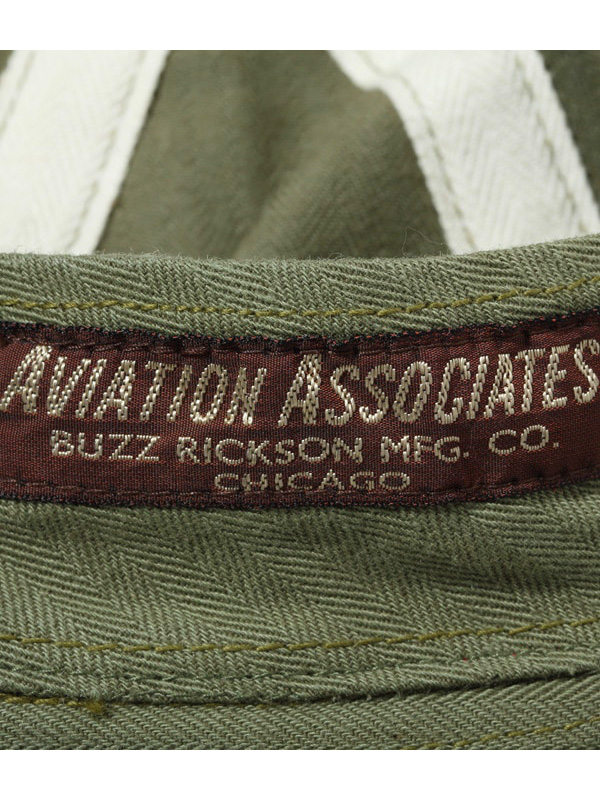 AVIATION ASSOCIATES
BUZZ RICKSON MFG. CO.
CHICAGO